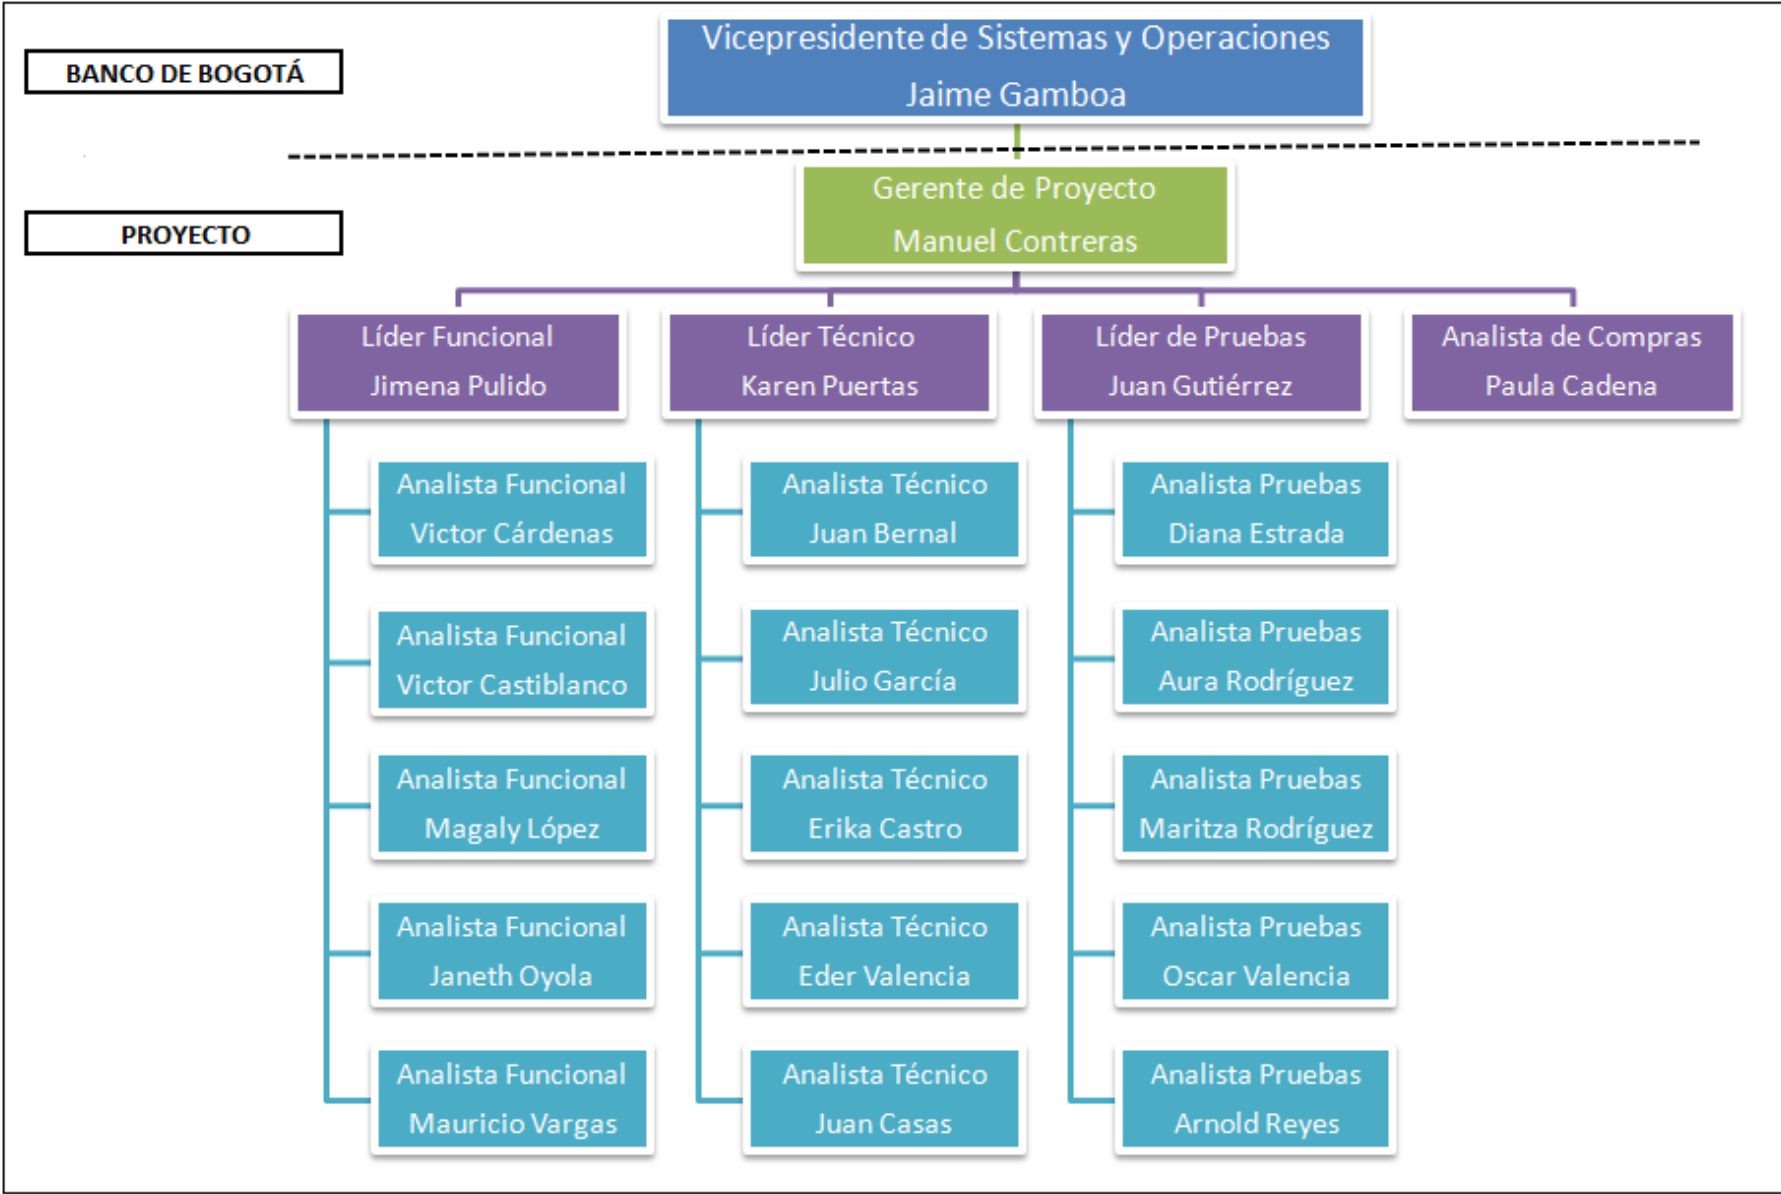 BANCO DE BOGOTÁ
Vicepresidente de Sistemas y Operaciones
Jaime Gamboa
PROYECTO
Gerente de Proyecto
Manuel Contreras
Líder Funcional
Jimena Pulido
Líder Técnico
Karen Puertas
Líder de Pruebas
Juan Gutiérrez
Analista de Compras
Paula Cadena
Analista Funcional
Victor Cárdenas
Analista Funcional
Victor Castiblanco
Analista Funcional
Magaly López
Analista Funcional
Janeth Oyola
Analista Funcional
Mauricio Vargas
Analista Técnico
Juan Bernal
Analista Técnico
Julio García
Analista Técnico
Erika Castro
Analista Técnico
Eder Valencia
Analista Técnico
Juan Casas
Analista Pruebas
Diana Estrada
Analista Pruebas
Aura Rodríguez
Analista Pruebas
Maritza Rodríguez
Analista Pruebas
Oscar Valencia
Analista Pruebas
Arnold Reyes